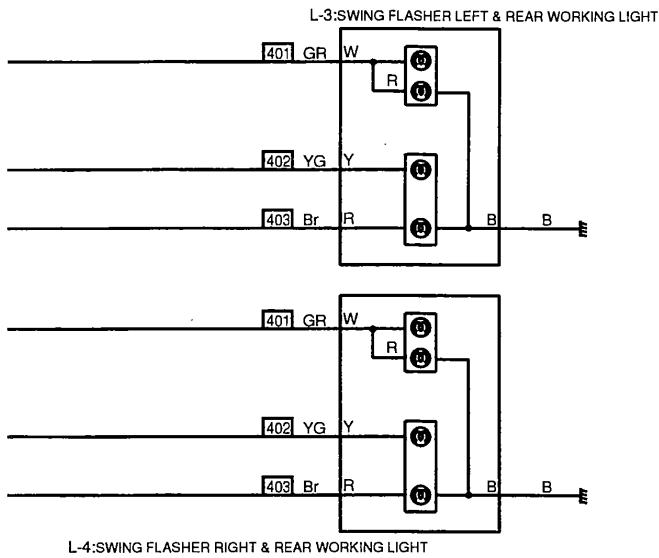 L-3:SWING FLASHER LEFT & REAR WORKING LIGHT
401 GR W
R
402 YG Y
403 Br R B B
401 GR W
R
402 YG Y
403 Br R B B
L-4:SWING FLASHER RIGHT & REAR WORKING LIGHT